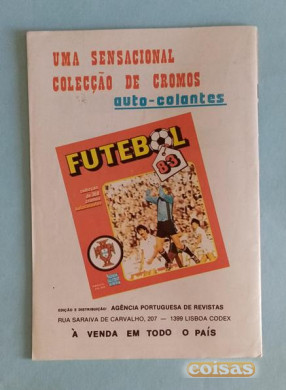 UMA SENSACIONAL
COLECÇÃO DE CROMOS
auto-colantes
FUTEBOL
83
EDIÇÃO E DISTRIBUIÇÃO: AGÊNCIA PORTUGUESA DE REVISTAS
RUA SARAIVA DE CARVALHO, 207 — 1399 LISBOA CODEX
À VENDA EM TODO O PAÍS
coisas